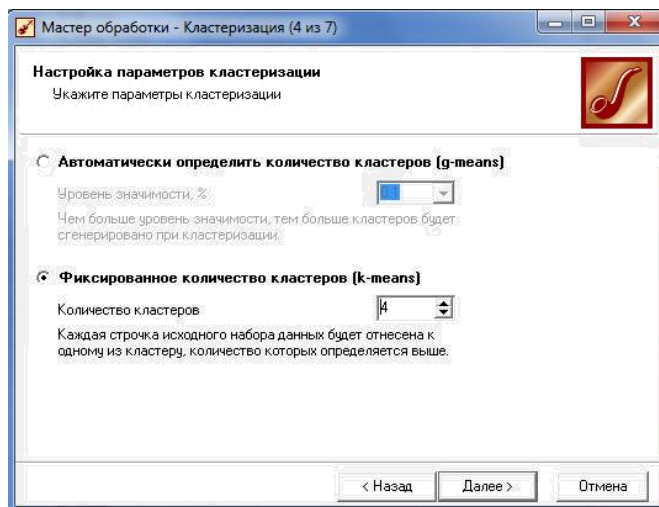 Мастер обработки - Кластеризация (4 из 7)
Настройка параметров кластеризации
Укажите параметры кластеризации
Автоматически определить количество кластеров (g-means)
Уровень значимости, %
0.1
Чем больше уровень значимости, тем больше кластеров будет
сгенерировано при кластеризации.
Фиксированное количество кластеров (k-means)
Количество кластеров
4
Каждая строчка исходного набора данных будет отнесена к
одному из кластеру, количество которых определяется выше.
< Назад
Далее >
Отмена